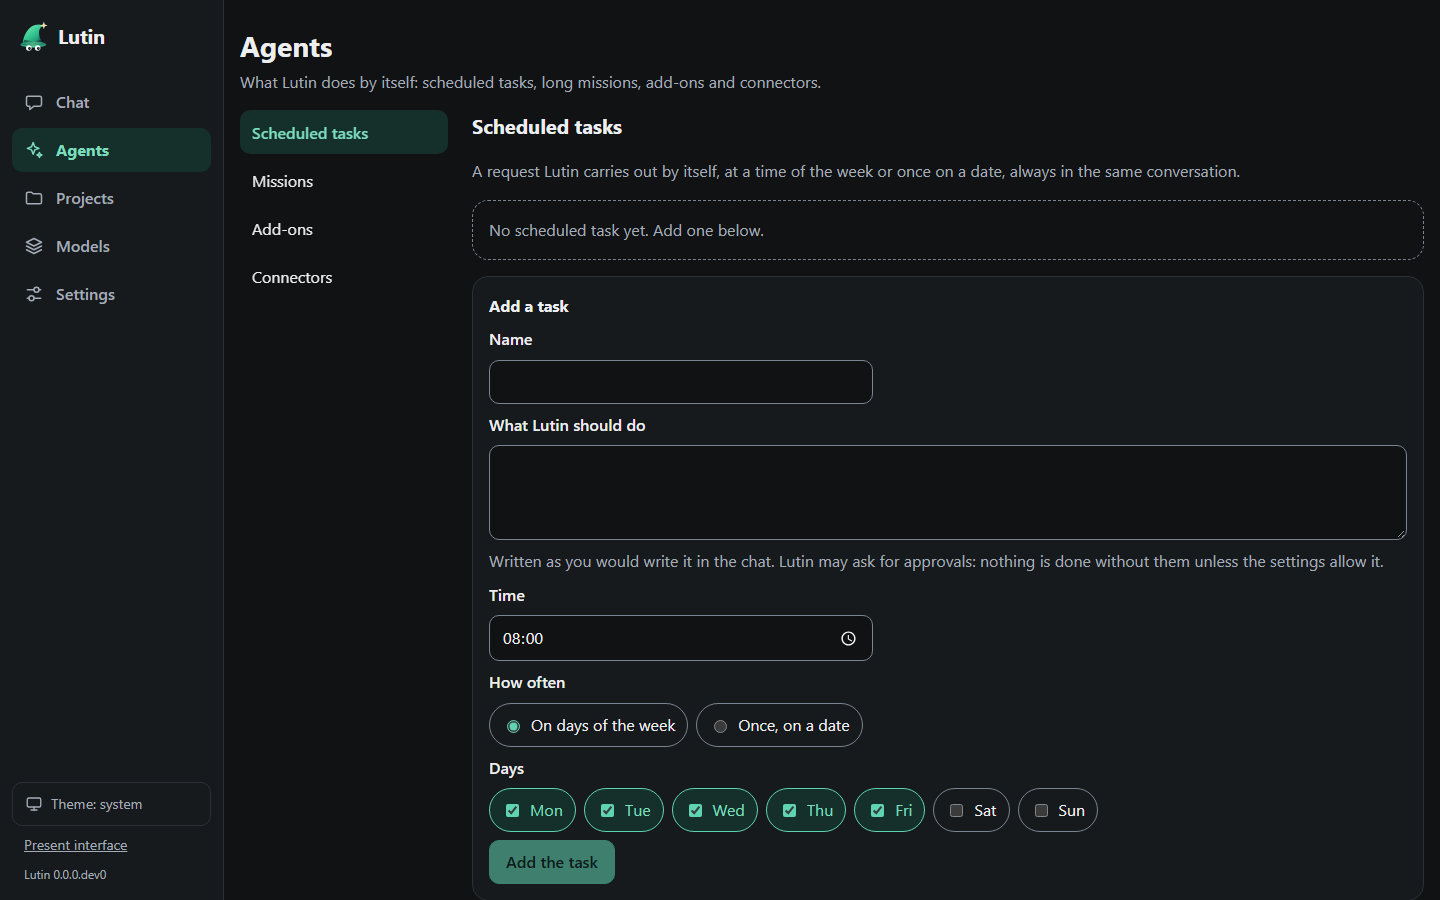 Lutin
Chat
Agents
Projects
Models
Settings
Theme: system
Present interface
Lutin 0.0.0.dev0
Agents
What Lutin does by itself: scheduled tasks, long missions, add-ons and connectors.
Scheduled tasks
Missions
Add-ons
Connectors
Scheduled tasks
A request Lutin carries out by itself, at a time of the week or once on a date, always in the same conversation.
No scheduled task yet. Add one below.
Add a task
Name
What Lutin should do
Written as you would write it in the chat. Lutin may ask for approvals: nothing is done without them unless the settings allow it.
Time
08:00
How often
On days of the week Once, on a date
Days
Mon Tue Wed Thu Fri Sat Sun
Add the task